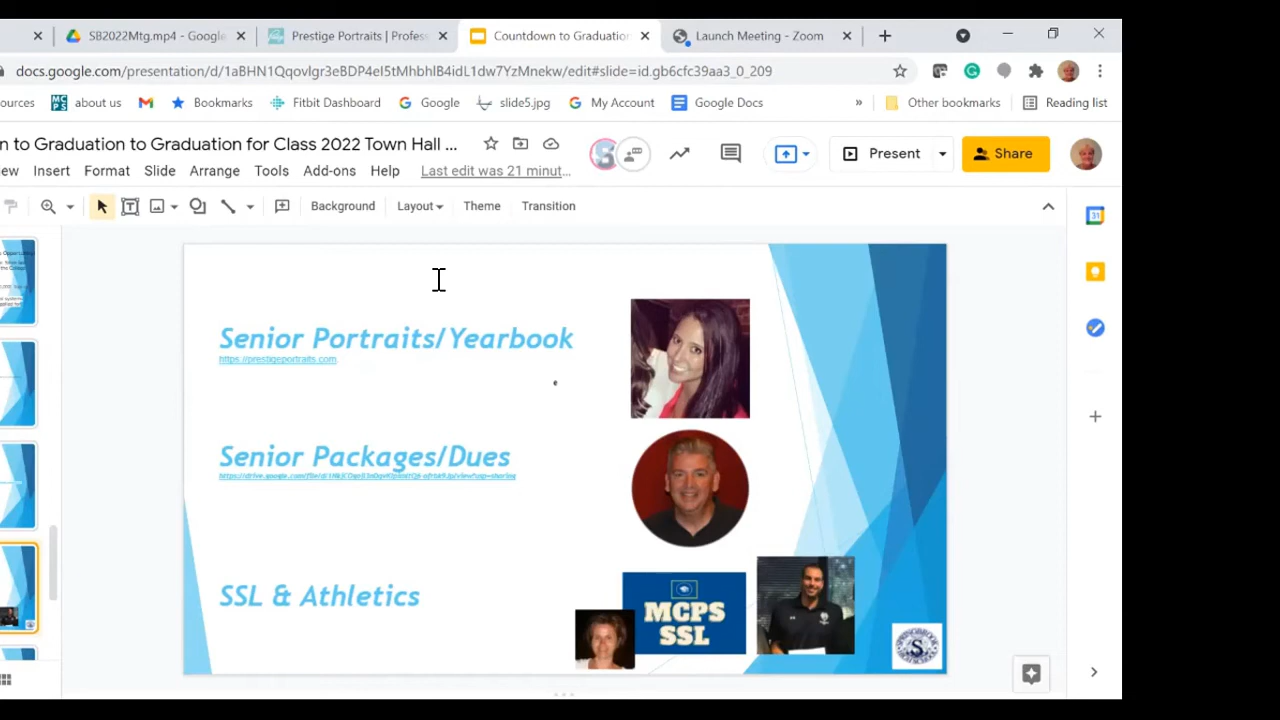 SB2022Mtg.mp4 - Google
Prestige Portraits | Profes
Countdown to Graduation
Launch Meeting - Zoom
docs.google.com/presentation/d/
/edit#slide=id.gb6cfc39aa3_0_209
ources
MCPS
about us
Bookmarks
Fitbit Dashboard
Google
slide5.jpg
My Account
Google Docs
»
Other bookmarks
Reading list
n to Graduation to Graduation for Class 2022 Town Hall ...
ew Insert Format Slide Arrange Tools Add-ons Help Last edit was 21 minut...
Present
Share
Background Layout Theme Transition
31
Senior Portraits/Yearbook
https://prestigeportraits.com
Senior Packages/Dues
SSL & Athletics
MCPS
SSL
S